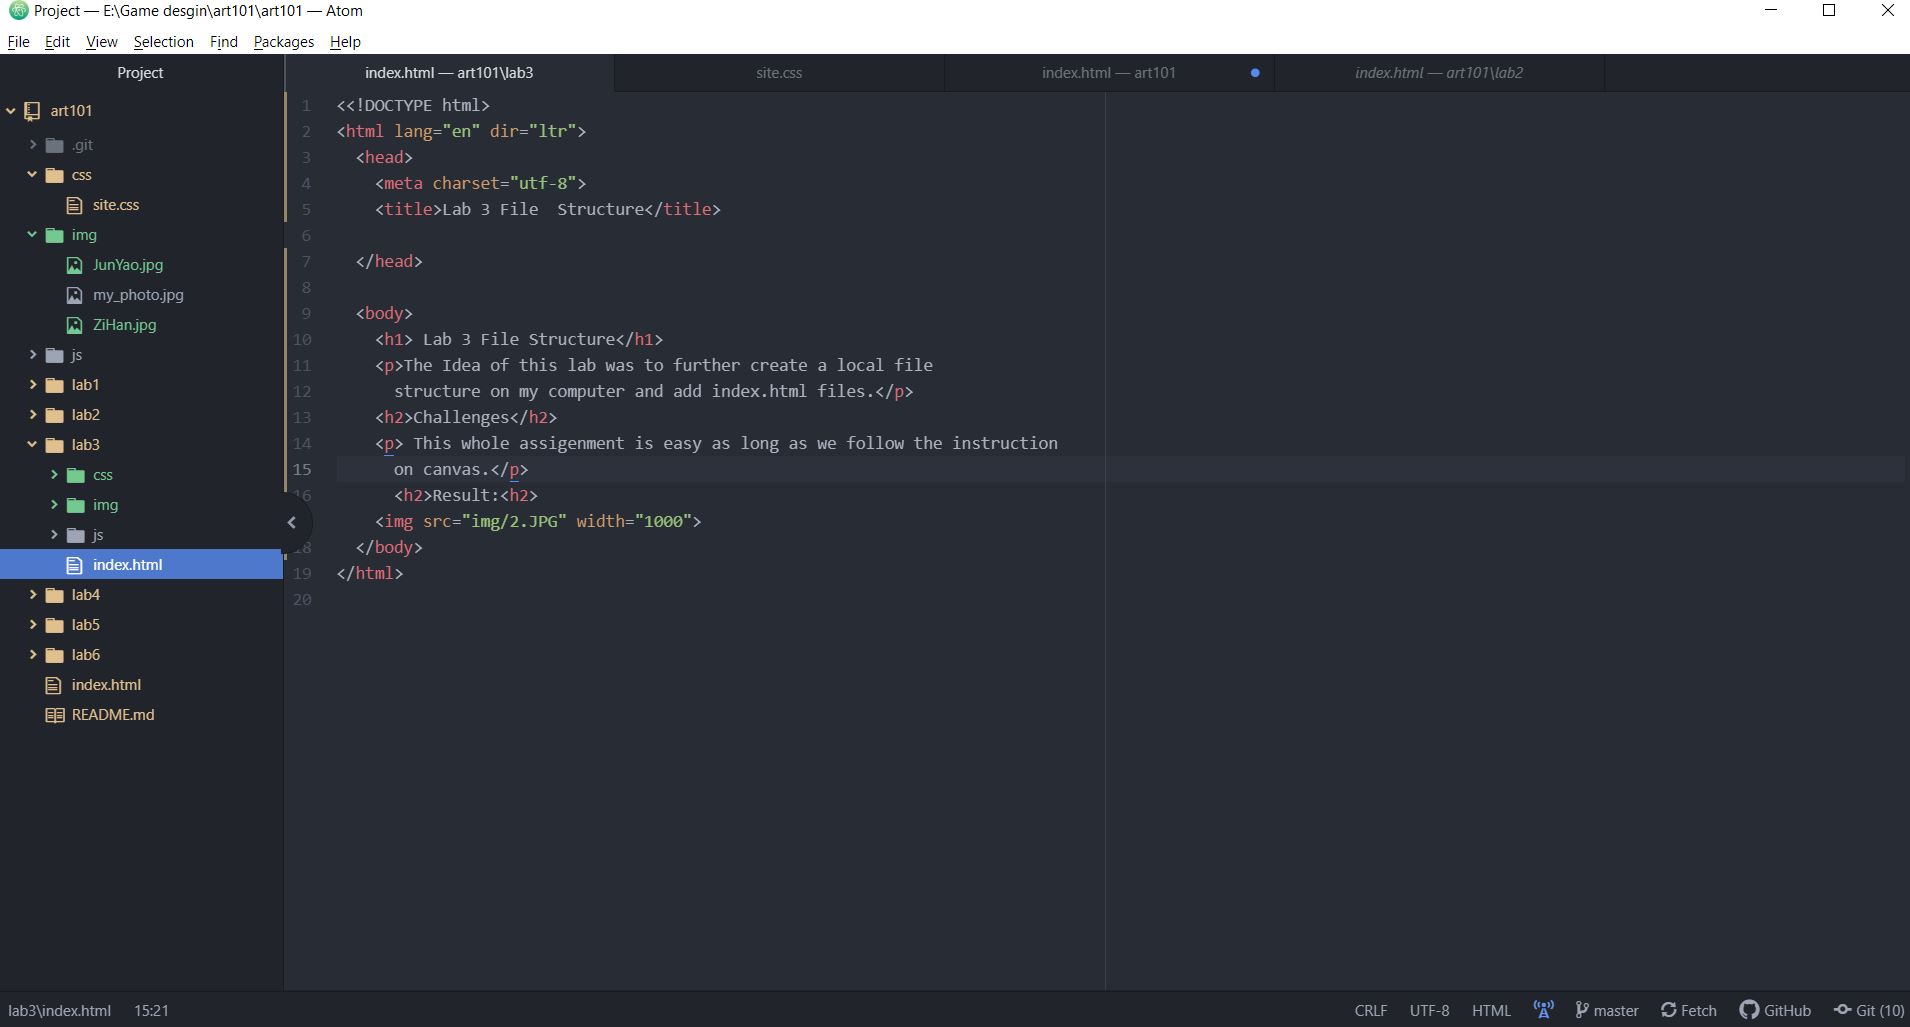 Project — E:\Game desgin\art101\art101 — Atom
File Edit View Selection Find Packages Help
Project
index.html — art101\lab3
site.css
index.html — art101
index.html — art101\lab2
art101
.git
css
site.css
img
JunYao.jpg
my_photo.jpg
ZiHan.jpg
js
lab1
lab2
lab3
css
img
js
index.html
lab4
lab5
lab6
index.html
README.md
1 <<!DOCTYPE html>
2 <html lang="en" dir="ltr">
3 <head>
4 <meta charset="utf-8">
5 <title>Lab 3 File  Structure</title>
6
7 </head>
8
9 <body>
10 <h1> Lab 3 File Structure</h1>
11 <p>The Idea of this lab was to further create a local file
12 structure on my computer and add index.html files.</p>
13 <h2>Challenges</h2>
14 <p> This whole assigenment is easy as long as we follow the instruction
15 on canvas.</p>
16 <h2>Result:<h2>
<img src="img/2.JPG" width="1000">
18 </body>
19 </html>
20
lab3\index.html 15:21 CRLF UTF-8 HTML master Fetch GitHub Git (10)